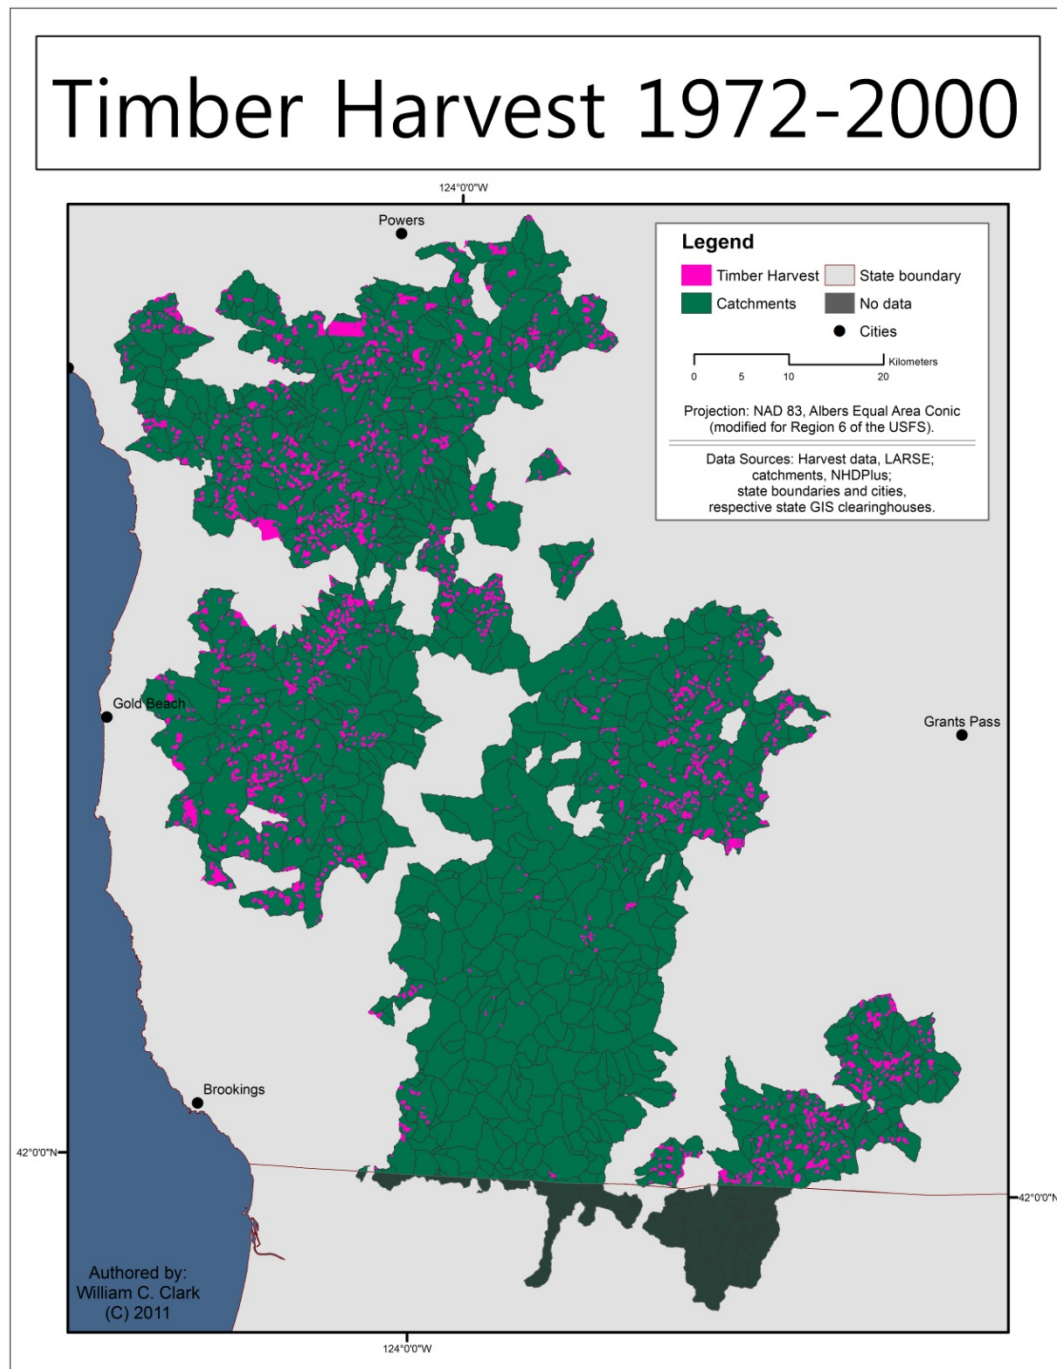 Timber Harvest 1972-2000
124°0'0"W
Powers
Legend
Timber Harvest
State boundary
Catchments
No data
Cities
Kilometers
0 5 10 20
Projection: NAD 83, Albers Equal Area Conic
(modified for Region 6 of the USFS).
Data Sources: Harvest data, LARSE;
catchments, NHDPlus;
state boundaries and cities,
respective state GIS clearinghouses.
Gold Beach
Grants Pass
Brookings
42°0'0"N
42°0'0"N
Authored by:
William C. Clark
(C) 2011
124°0'0"W